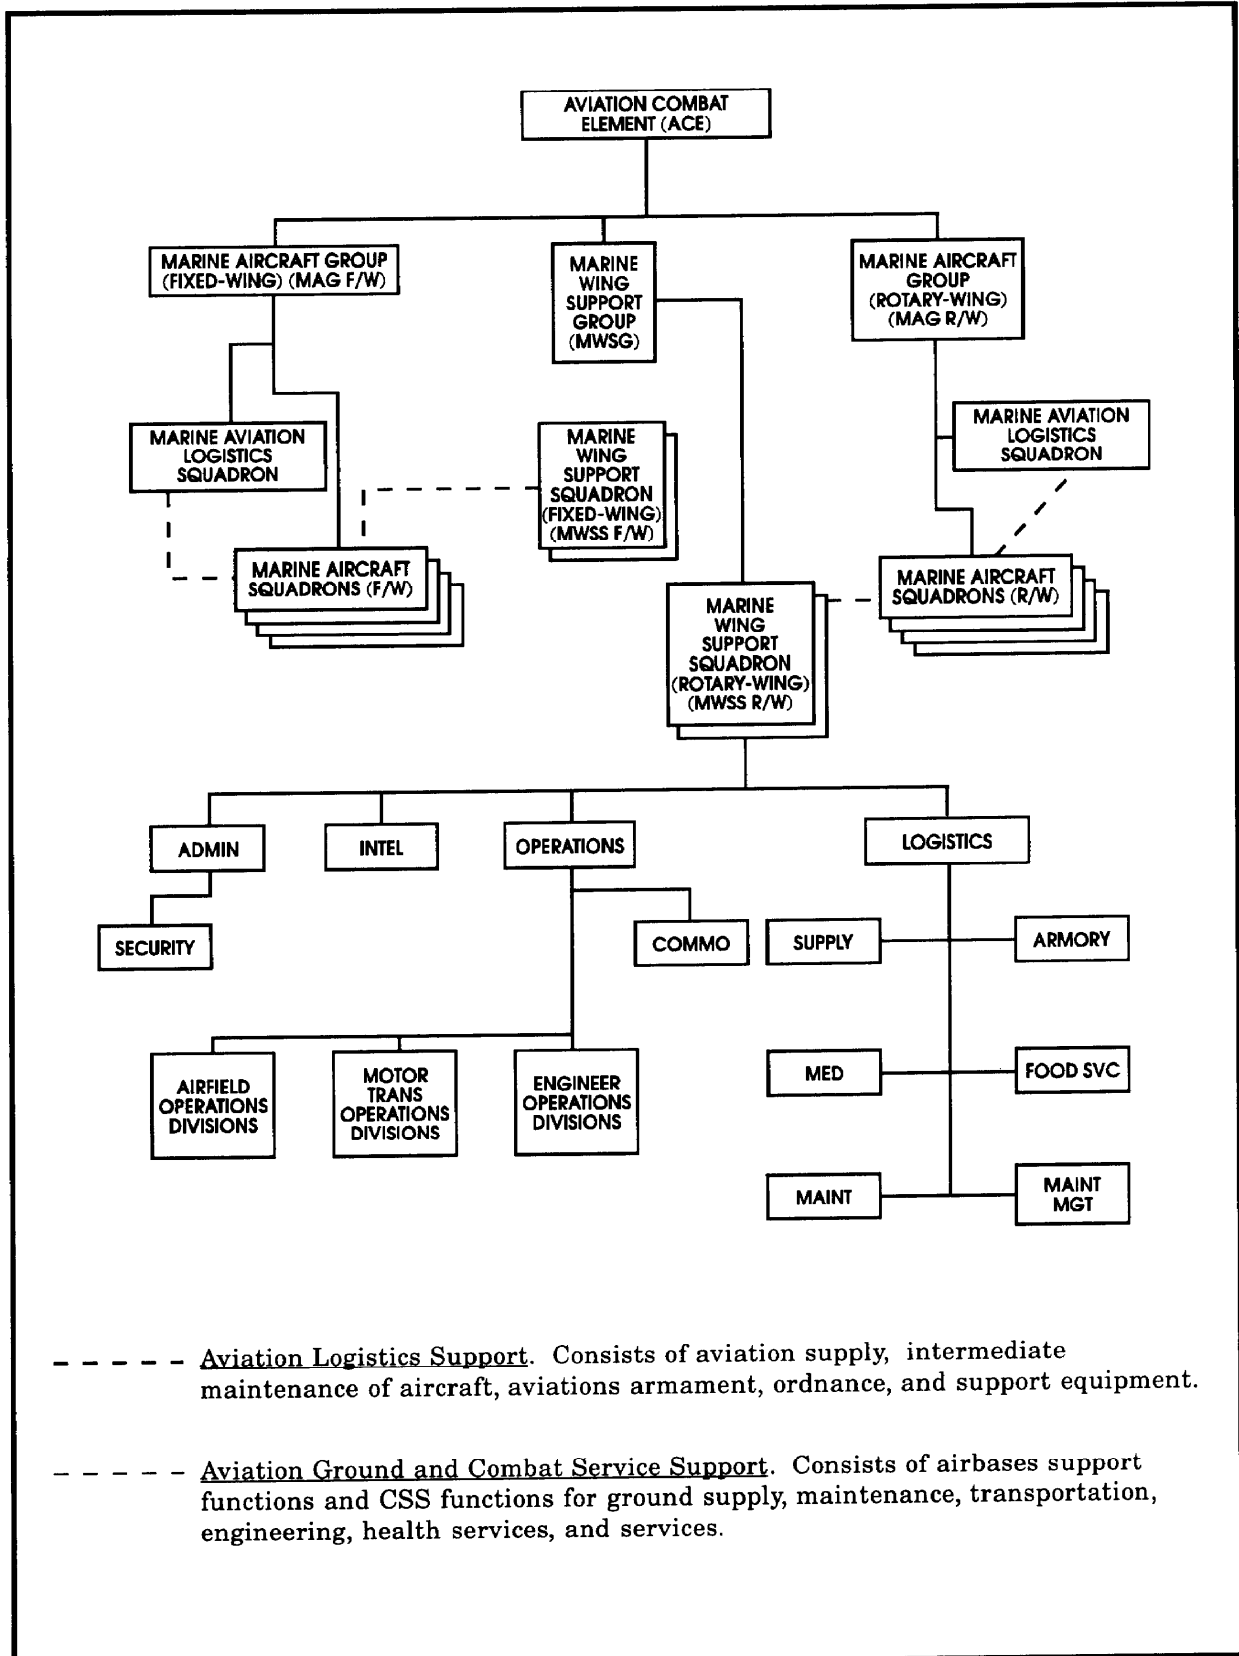 AVIATION COMBAT
ELEMENT (ACE)
MARINE AIRCRAFT GROUP
(FIXED-WING) (MAG F/W)
MARINE
WING
SUPPORT
GROUP
(MWSG)
MARINE AIRCRAFT
GROUP
(ROTARY-WING)
(MAG R/W)
MARINE AVIATION
LOGISTICS
SQUADRON
MARINE
WING
SUPPORT
SQUADRON
(FIXED-WING)
(MWSS F/W)
MARINE AVIATION
LOGISTICS
SQUADRON
MARINE AIRCRAFT
SQUADRONS (F/W)
MARINE
WING
SUPPORT
SQUADRON
(ROTARY-WING)
(MWSS R/W)
MARINE AIRCRAFT
SQUADRONS (R/W)
ADMIN
INTEL
OPERATIONS
LOGISTICS
SECURITY
COMMO
SUPPLY
ARMORY
AIRFIELD
OPERATIONS
DIVISIONS
MOTOR
TRANS
OPERATIONS
DIVISIONS
ENGINEER
OPERATIONS
DIVISIONS
MED
FOOD SVC
MAINT
MAINT
MGT
Aviation Logistics Support. Consists of aviation supply, intermediate
maintenance of aircraft, aviations armament, ordnance, and support equipment.
Aviation Ground and Combat Service Support. Consists of airbases support
functions and CSS functions for ground supply, maintenance, transportation,
engineering, health services, and services.